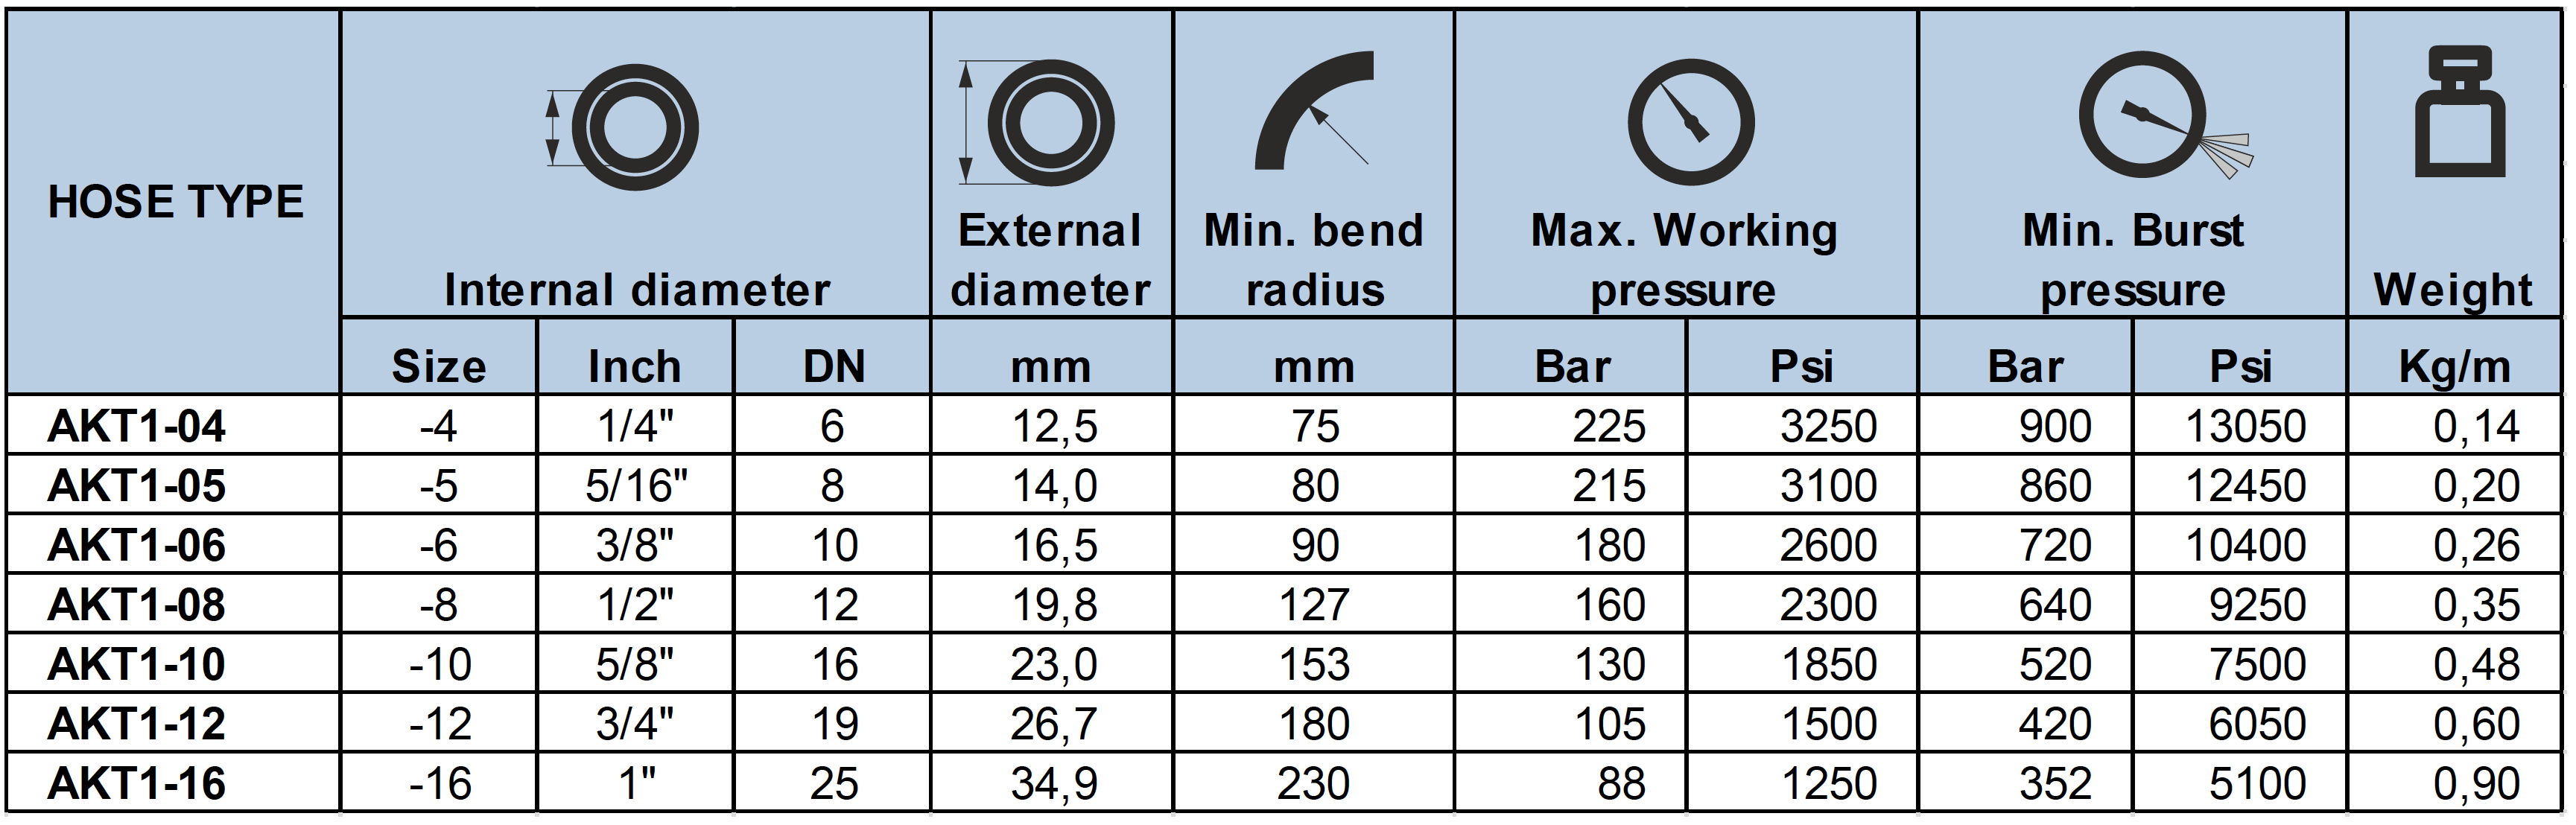 HOSE TYPE
Internal diameter
External
diameter
Min. bend
radius
Max. Working
pressure
Min. Burst
pressure
Weight
Size Inch DN mm mm Bar Psi Bar Psi Kg/m
AKT1-04 -4 1/4" 6 12,5 75 225 3250 900 13050 0,14
AKT1-05 -5 5/16" 8 14,0 80 215 3100 860 12450 0,20
AKT1-06 -6 3/8" 10 16,5 90 180 2600 720 10400 0,26
AKT1-08 -8 1/2" 12 19,8 127 160 2300 640 9250 0,35
AKT1-10 -10 5/8" 16 23,0 153 130 1850 520 7500 0,48
AKT1-12 -12 3/4" 19 26,7 180 105 1500 420 6050 0,60
AKT1-16 -16 1" 25 34,9 230 88 1250 352 5100 0,90